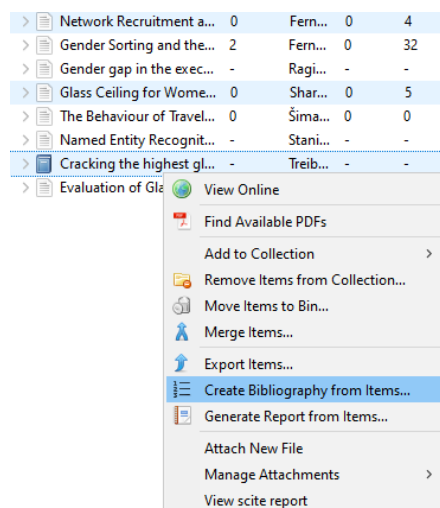 Network Recruitment a... 0 Fern... 0 4
Gender Sorting and the... 2 Fern... 0 32
Gender gap in the exec... - Ragi... - -
Glass Ceiling for Wome... 0 Shar... 0 5
The Behaviour of Travel... 0 Šima... 0 0
Named Entity Recognit... - Stani... - -
Cracking the highest gl... - Treib... - -
Evaluation of Gla
View Online
Find Available PDFs
Add to Collection
Remove Items from Collection...
Move Items to Bin...
Merge Items...
Export Items...
Create Bibliography from Items...
Generate Report from Items...
Attach New File
Manage Attachments
View scite report